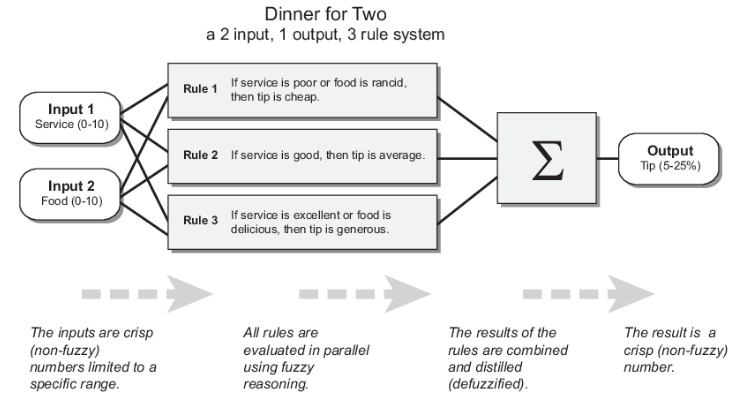 Dinner for Two
a 2 input, 1 output, 3 rule system
Input 1
Service (0-10)
Input 2
Food (0-10)
Rule 1 If service is poor or food is rancid,
then tip is cheap.
Rule 2 If service is good, then tip is average.
Rule 3 If service is excellent or food is
delicious, then tip is generous.
Σ
Output
Tip (5-25%)
The inputs are crisp
(non-fuzzy)
numbers limited to a
specific range.
All rules are
evaluated in parallel
using fuzzy
reasoning.
The results of the
rules are combined
and distilled
(defuzzified).
The result is a
crisp (non-fuzzy)
number.